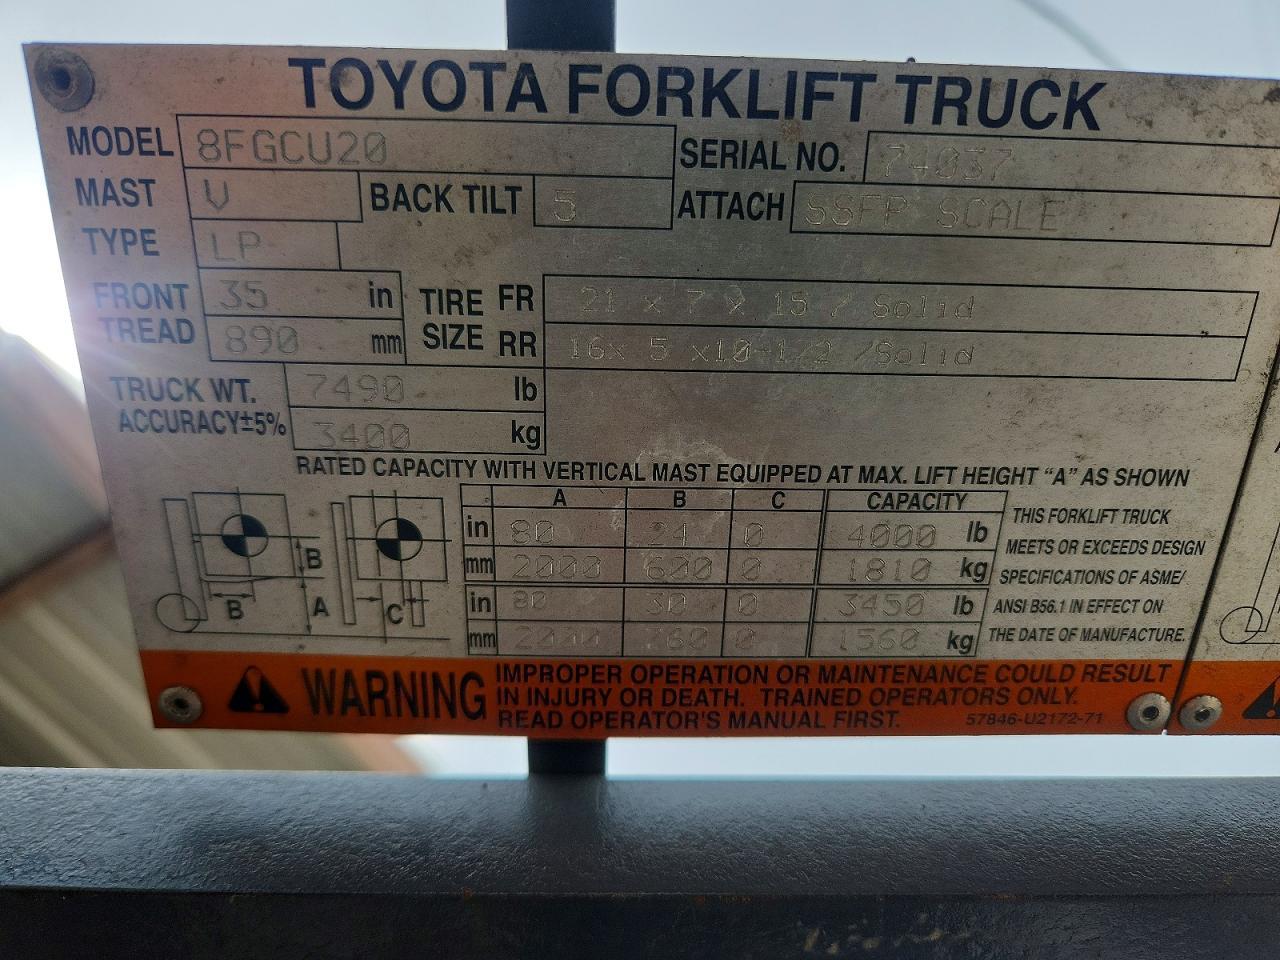 TOYOTA FORKLIFT TRUCK
MODEL 8FGCU20 SERIAL NO. 74037
MAST V BACK TILT 5 ATTACH SSFP SCALE
TYPE LP
FRONT TREAD 35 in TIRE SIZE FR 21 x 7 x 15 / Solid
890 mm RR 16x 5 x10-1/2 /Solid
TRUCK WT. 7490 lb
ACCURACY±5% 3400 kg
RATED CAPACITY WITH VERTICAL MAST EQUIPPED AT MAX. LIFT HEIGHT "A" AS SHOWN
A B C CAPACITY
in 80 24 0 4000 lb
mm 2000 600 0 1810 kg
in 80 30 0 3450 lb
mm 2000 760 0 1560 kg
B
B
A
C
THIS FORKLIFT TRUCK
MEETS OR EXCEEDS DESIGN
SPECIFICATIONS OF ASME/
ANSI B56.1 IN EFFECT ON
THE DATE OF MANUFACTURE.
WARNING
IMPROPER OPERATION OR MAINTENANCE COULD RESULT
IN INJURY OR DEATH. TRAINED OPERATORS ONLY.
READ OPERATOR'S MANUAL FIRST. 57846-U2172-71